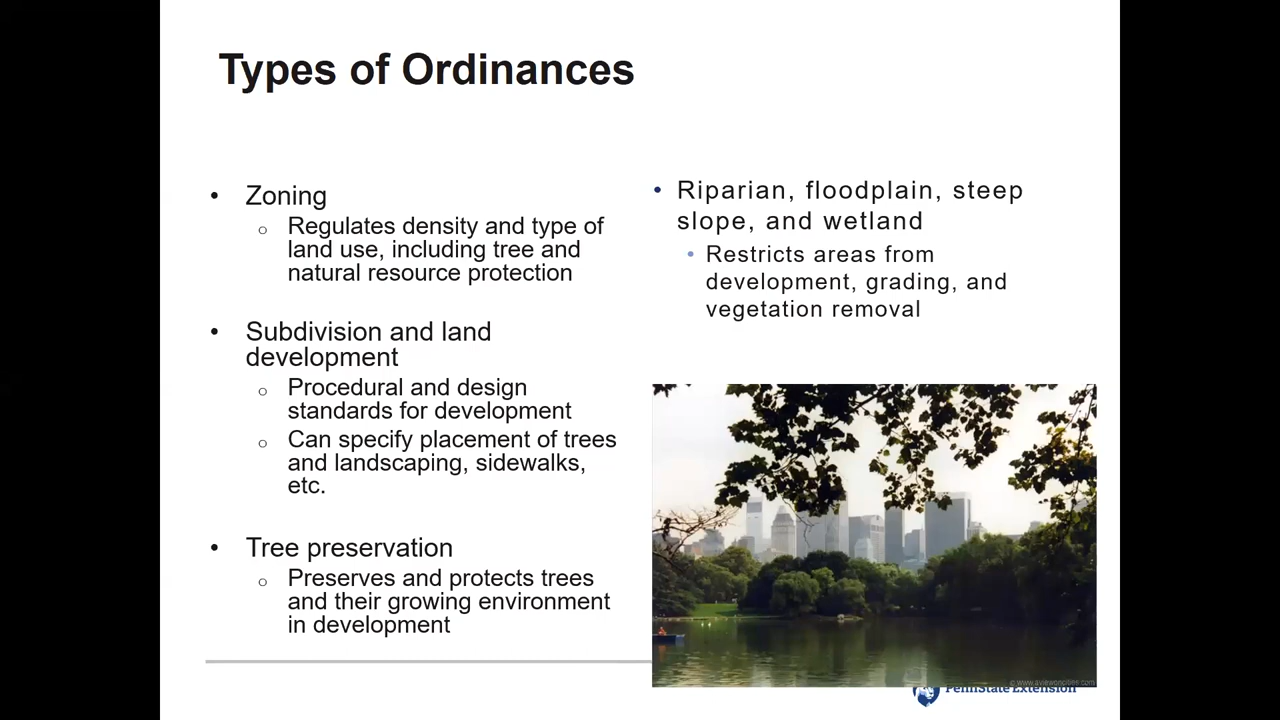 Types of Ordinances
• Zoning
o Regulates density and type of
land use, including tree and
natural resource protection
• Subdivision and land
development
o Procedural and design
standards for development
o Can specify placement of trees
and landscaping, sidewalks,
etc.
• Tree preservation
o Preserves and protects trees
and their growing environment
in development
• Riparian, floodplain, steep
slope, and wetland
• Restricts areas from
development, grading, and
vegetation removal
© www.aviewoncities.com
PennState Extension